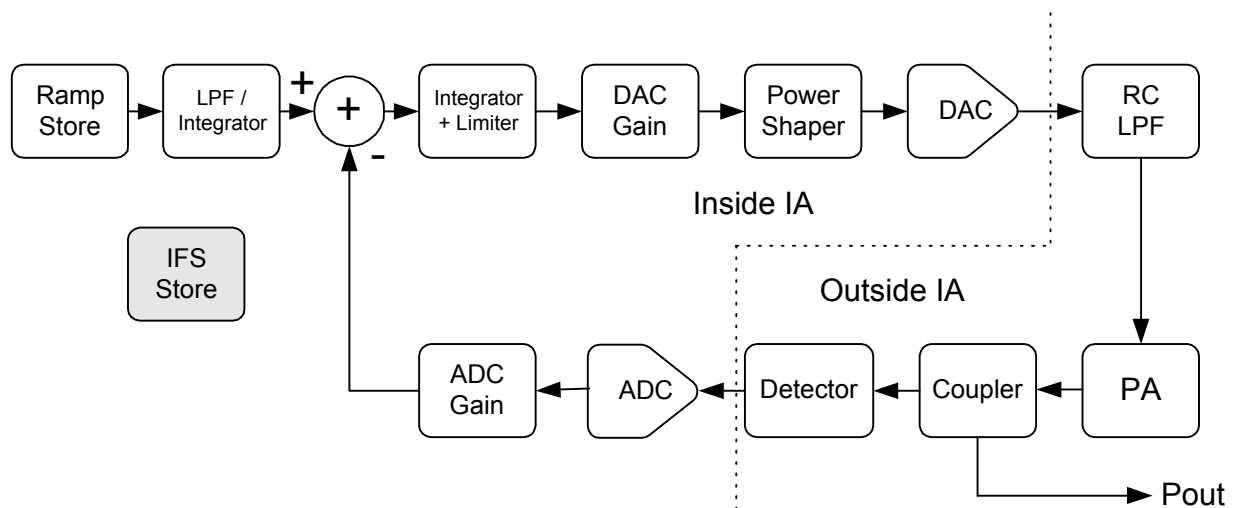 Ramp
Store
LPF /
Integrator
+
+
-
Integrator
+ Limiter
DAC
Gain
Power
Shaper
DAC
RC
LPF
Inside IA
IFS
Store
Outside IA
ADC
Gain
ADC
Detector
Coupler
PA
Pout